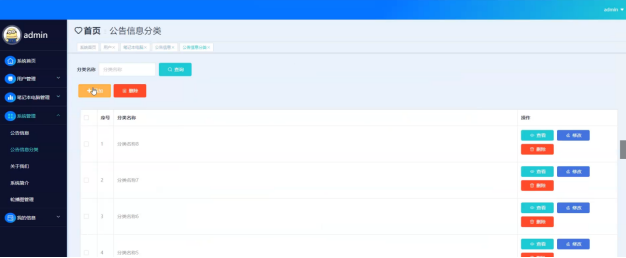 admin
首页 公告信息分类
admin
系统首页 用户 笔记本电脑 公告信息 公告信息分类
系统首页
用户管理
笔记本电脑管理
系统管理
公告信息
公告信息分类
关于我们
系统简介
轮播图管理
我的信息
分类名称 分类名称 查询
删除
序号 分类名称 操作
1 分类名称8 查看 修改
删除
2 分类名称7 查看 修改
删除
3 分类名称6 查看 修改
删除
4 分类名称5 查看 修改